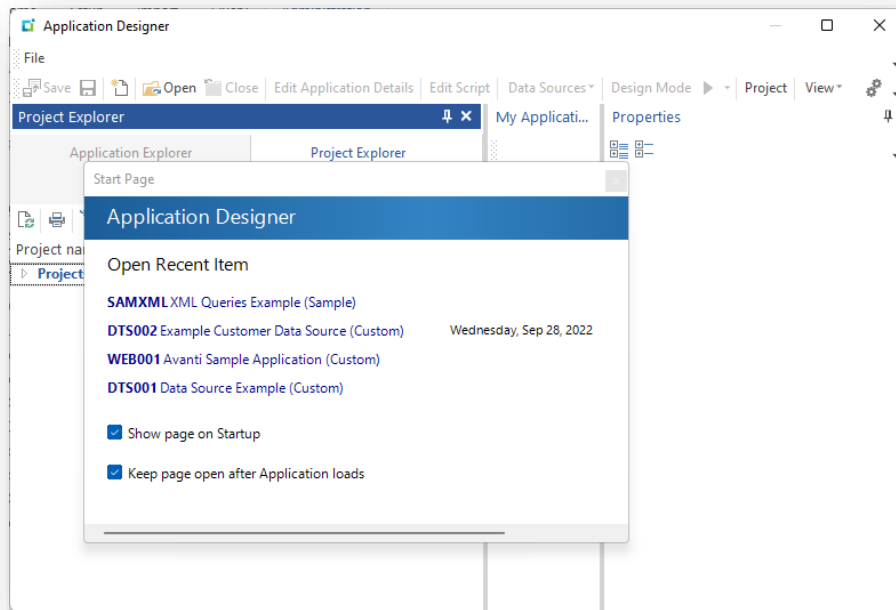 Application Designer
File
Save Open Close Edit Application Details Edit Script Data Sources Design Mode Project View
Project Explorer My Applicati... Properties
Application Explorer Project Explorer
Start Page
Application Designer
Project
Open Recent Item
Projects
SAMXML XML Queries Example (Sample)
DTS002 Example Customer Data Source (Custom) Wednesday, Sep 28, 2022
WEB001 Avanti Sample Application (Custom)
DTS001 Data Source Example (Custom)
Show page on Startup
Keep page open after Application loads